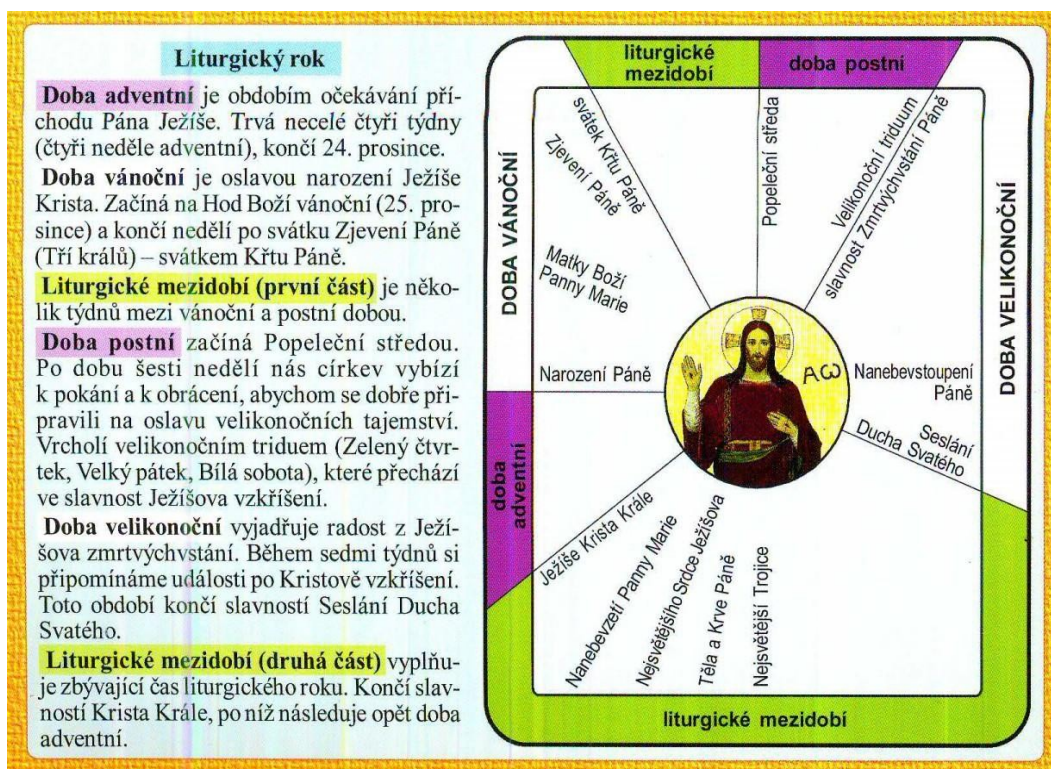 Liturgický rok
Doba adventní je obdobím očekávání pří-
chodu Pána Ježíše. Trvá necelé čtyři týdny
(čtyři neděle adventní), končí 24. prosince.
Doba vánoční je oslavou narození Ježíše
Krista. Začíná na Hod Boží vánoční (25. pro-
since) a končí nedělí po svátku Zjevení Páně
(Tří králů) – svátkem Křtu Páně.
Liturgické mezidobí (první část) je něko-
lik týdnů mezi vánoční a postní dobou.
Doba postní začíná Popeleční středou.
Po dobu šesti nedělí nás církev vybízí
k pokání a k obrácení, abychom se dobře při-
pravili na oslavu velikonočních tajemství.
Vrcholí velikonočním triduem (Zelený čtvr-
tek, Velký pátek, Bílá sobota), které přechází
ve slavnost Ježíšova vzkříšení.
Doba velikonoční vyjadřuje radost z Ježí-
šova zmrtvýchvstání. Během sedmi týdnů si
připomínáme události po Kristově vzkříšení.
Toto období končí slavností Seslání Ducha
Svatého.
Liturgické mezidobí (druhá část) vyplňu-
je zbývající čas liturgického roku. Končí slav-
ností Krista Krále, po níž následuje opět doba
adventní.
liturgické
mezidobí
doba postní
DOBA VÁNOČNÍ
svátek Křtu Páně
Zjevení Páně
Popeleční středa
Velikonoční triduum
slavnost Zmrtvýchvstání Páně
DOBA VELIKONOČNÍ
Matky Boží
Panny Marie
Narození Páně
ΑѠ
Nanebevstoupení
Páně
Seslání
Ducha Svatého
doba
adventní
Ježíše Krista Krále
Nanebevzetí Panny Marie
Nejsvětějšího Srdce Ježíšova
Těla a Krve Páně
Nejsvětější Trojice
liturgické mezidobí